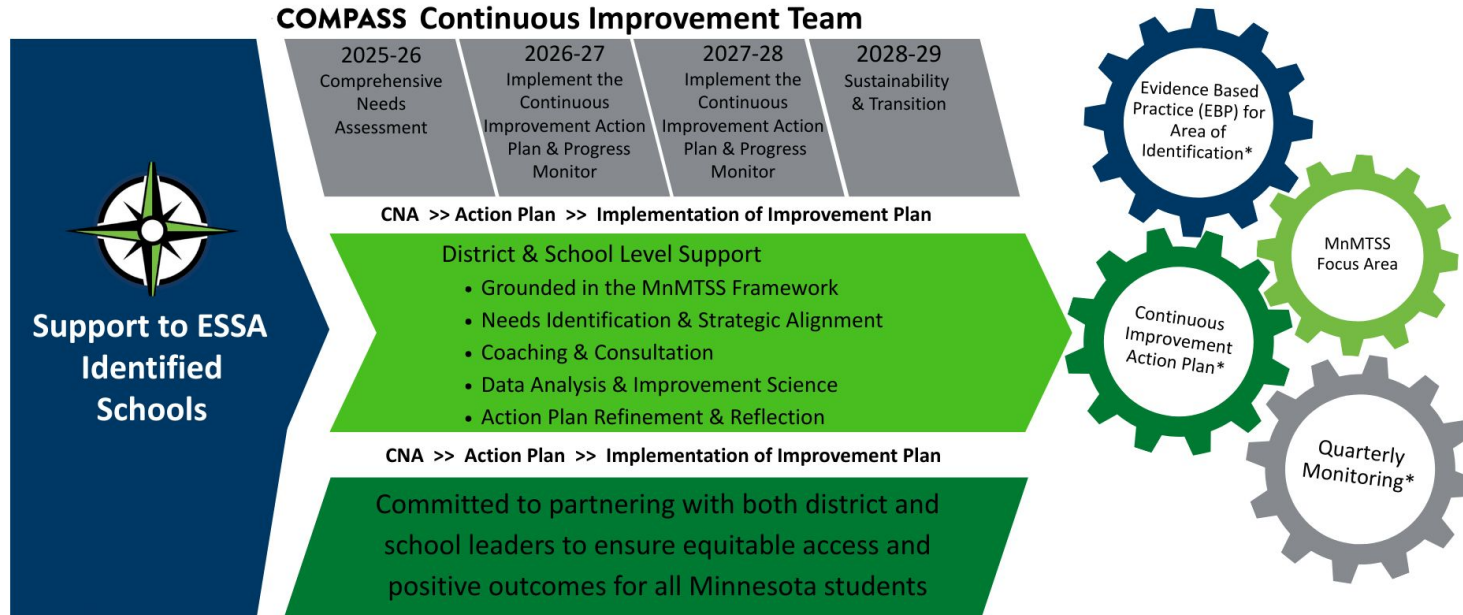 COMPASS Continuous Improvement Team
Support to ESSA
Identified
Schools
2025-26
Comprehensive
Needs
Assessment
2026-27
Implement the
Continuous
Improvement Action
Plan & Progress
Monitor
2027-28
Implement the
Continuous
Improvement Action
Plan & Progress
Monitor
2028-29
Sustainability
& Transition
CNA >> Action Plan >> Implementation of Improvement Plan
District & School Level Support
• Grounded in the MnMTSS Framework
• Needs Identification & Strategic Alignment
• Coaching & Consultation
• Data Analysis & Improvement Science
• Action Plan Refinement & Reflection
CNA >> Action Plan >> Implementation of Improvement Plan
Committed to partnering with both district and
school leaders to ensure equitable access and
positive outcomes for all Minnesota students
Evidence Based
Practice (EBP) for
Area of
Identification*
MnMTSS
Focus Area
Continuous
Improvement
Action Plan*
Quarterly
Monitoring*